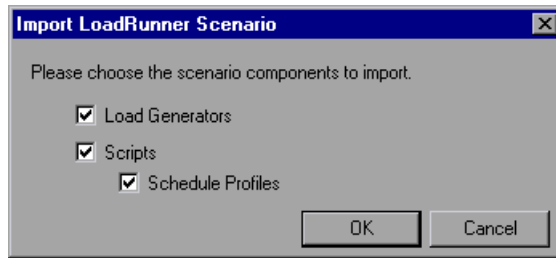 Import LoadRunner Scenario
Please choose the scenario components to import.
Load Generators
Scripts
Schedule Profiles
OK
Cancel